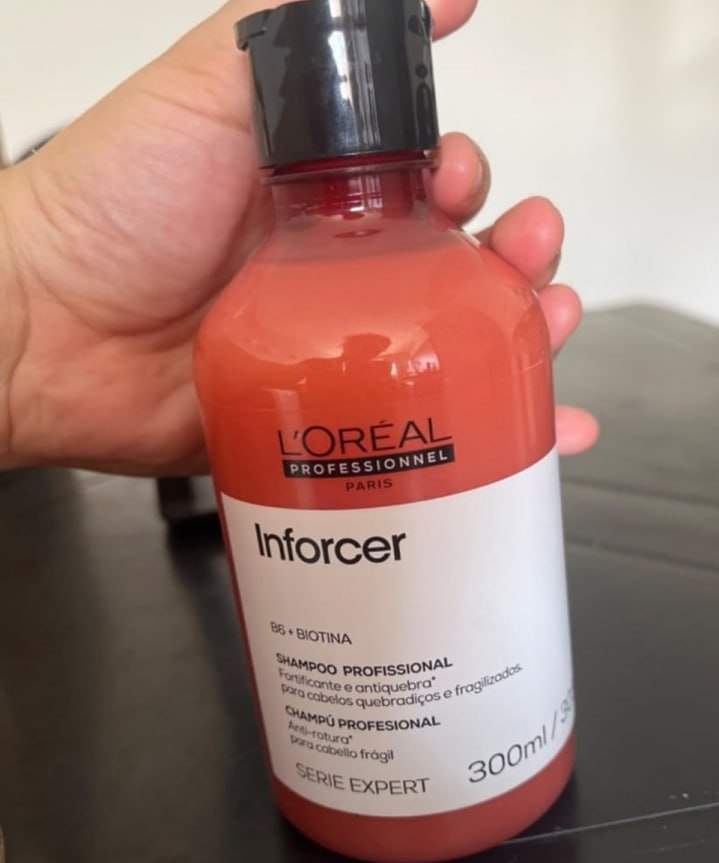 L'ORÉAL
PROFESSIONNEL
PARIS
Inforcer
B6 + BIOTINA
SHAMPOO PROFISSIONAL
Fortificante e antiquebra*
para cabelos quebradiços e fragilizados.
CHAMPÚ PROFESIONAL
Anti-rotura*
para cabello frágil
SERIE EXPERT
300ml /